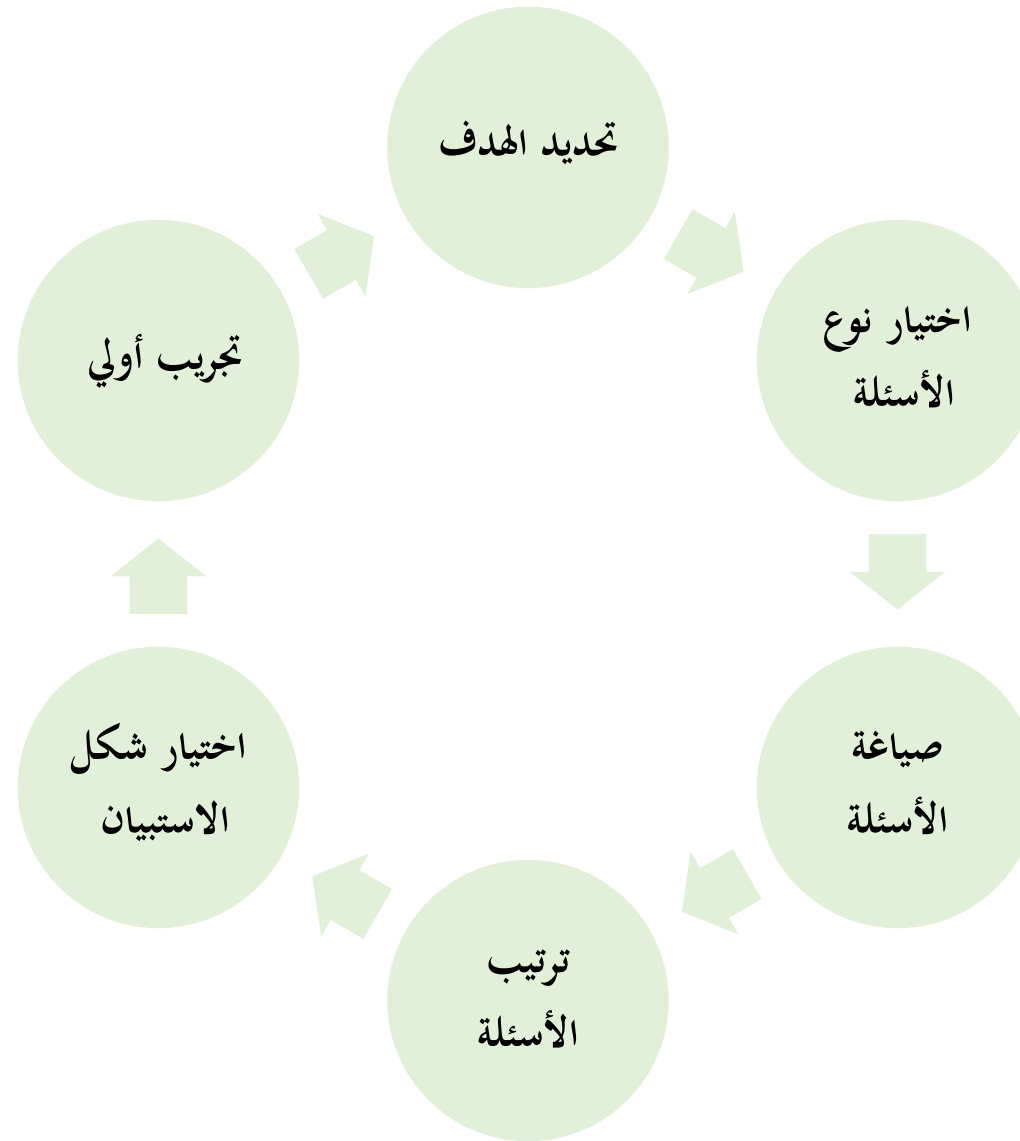 تحديد الهدف
اختيار نوع
الأسئلة
صياغة
الأسئلة
ترتيب
الأسئلة
اختيار شكل
الاستبيان
تجريب أولي